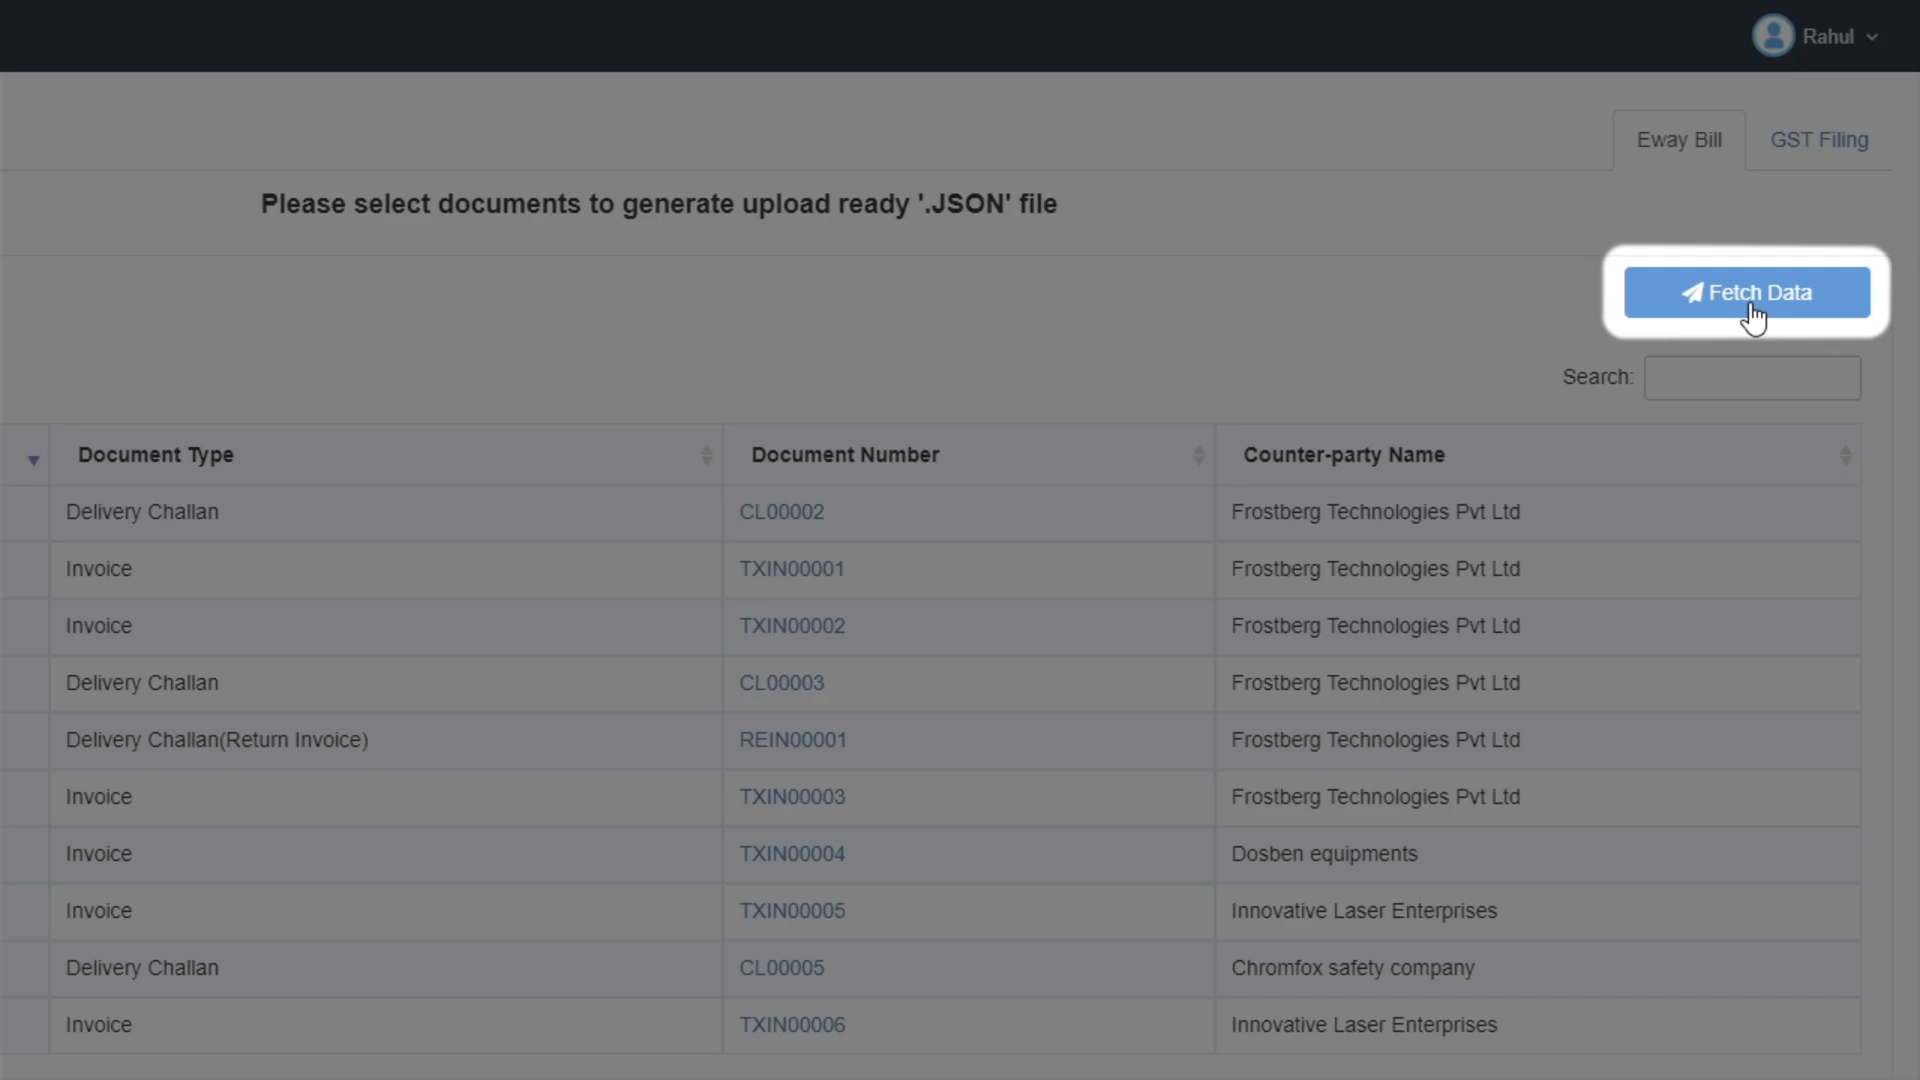 Rahul
Eway Bill GST Filing
Please select documents to generate upload ready '.JSON' file
Fetch Data
Search:
Document Type Document Number Counter-party Name
Delivery Challan CL00002 Frostberg Technologies Pvt Ltd
Invoice TXIN00001 Frostberg Technologies Pvt Ltd
Invoice TXIN00002 Frostberg Technologies Pvt Ltd
Delivery Challan CL00003 Frostberg Technologies Pvt Ltd
Delivery Challan(Return Invoice) REIN00001 Frostberg Technologies Pvt Ltd
Invoice TXIN00003 Frostberg Technologies Pvt Ltd
Invoice TXIN00004 Dosben equipments
Invoice TXIN00005 Innovative Laser Enterprises
Delivery Challan CL00005 Chromfox safety company
Invoice TXIN00006 Innovative Laser Enterprises